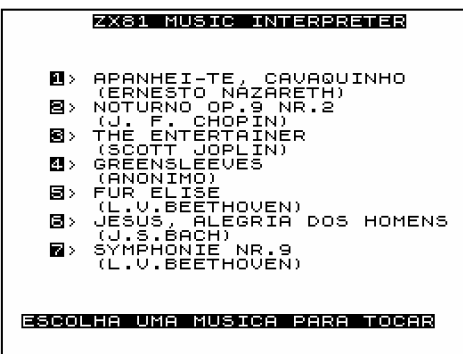 ZX81 MUSIC INTERPRETER
1> APANHEI-TE, CAVAQUINHO
(ERNESTO NAZARETH)
2> NOTURNO OP.9 NR.2
(J. F. CHOPIN)
3> THE ENTERTAINER
(SCOTT JOPLIN)
4> GREENSLEEVES
(ANONIMO)
5> FUR ELISE
(L.V.BEETHOVEN)
6> JESUS, ALEGRIA DOS HOMENS
(J.S.BACH)
7> SYMPHONIE NR.9
(L.V.BEETHOVEN)
ESCOLHA UMA MUSICA PARA TOCAR